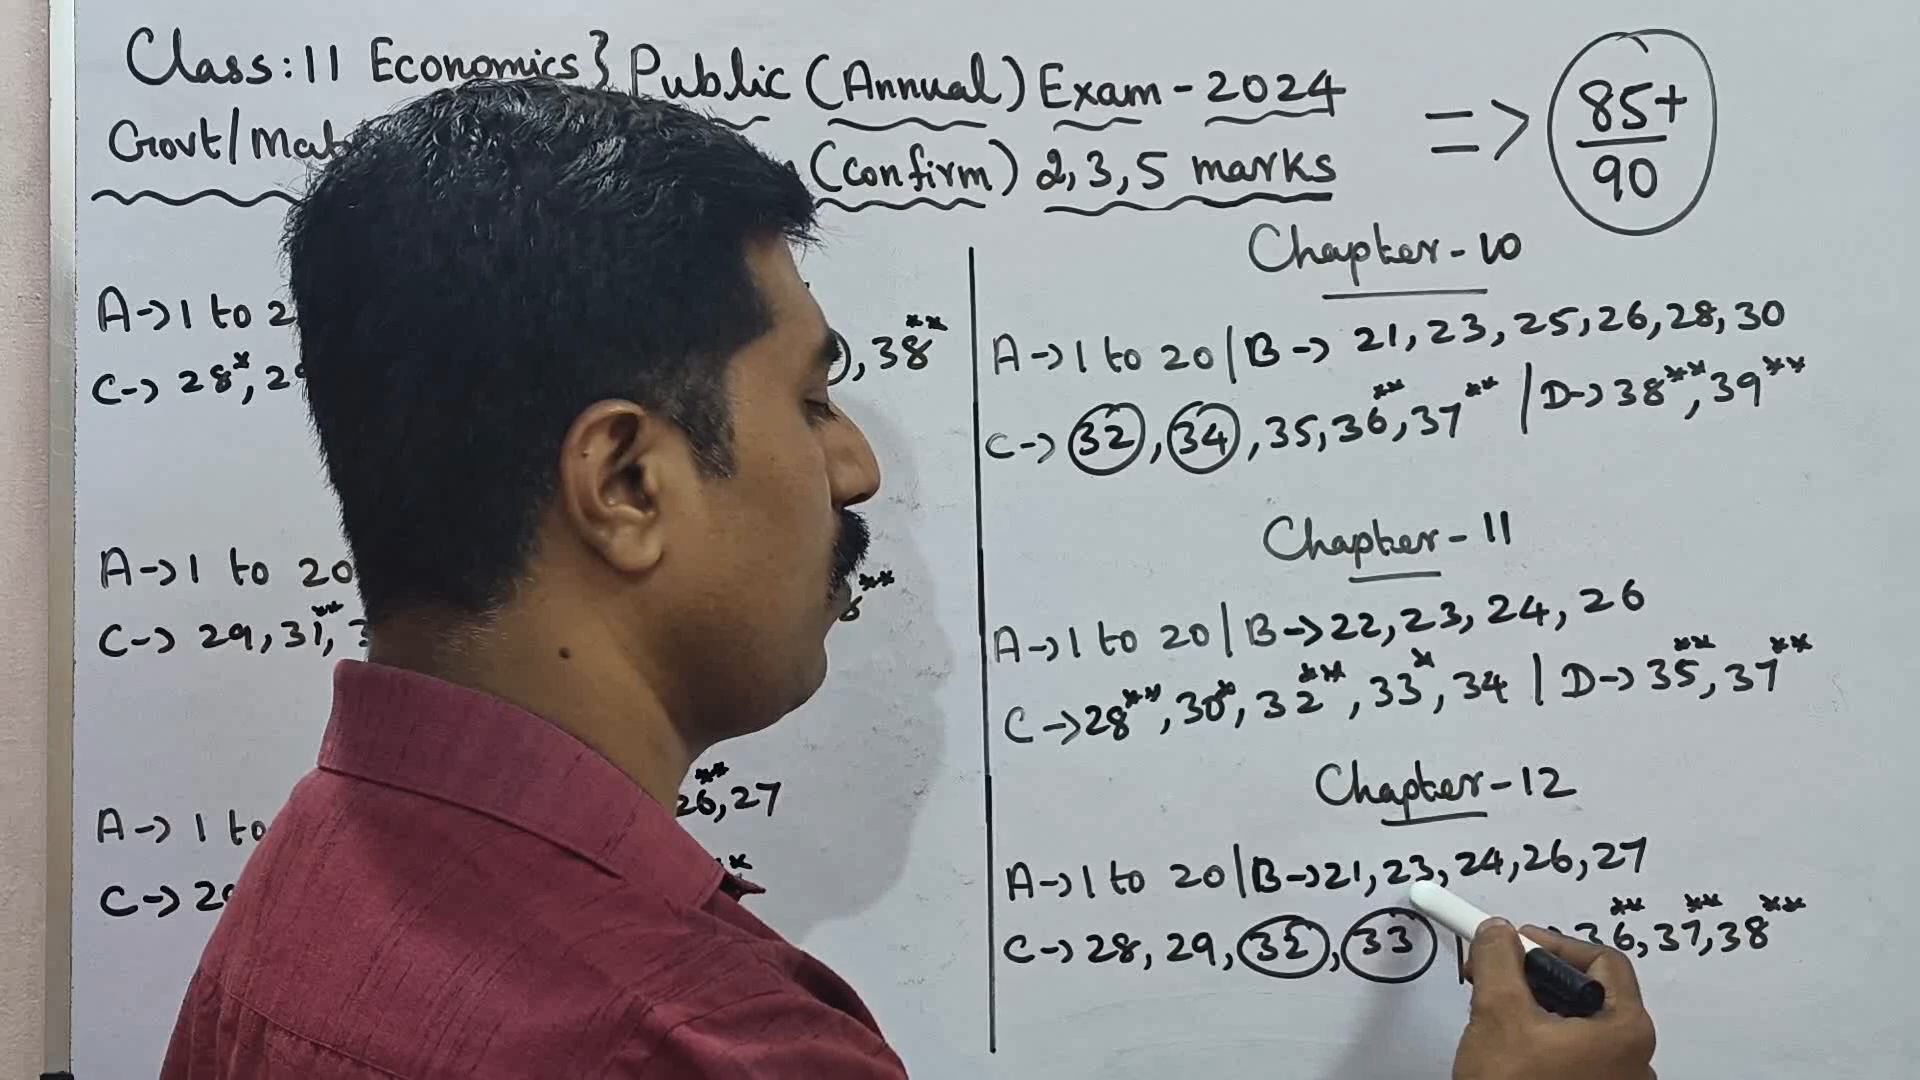 Class:11 Economics} Public (Annual) Exam-2024
Govt/Mat (Confirm) 2,3,5 marks
=> 85+/90
A->1 to 2
C-> 28*, 29 , 38**
A->1 to 20
C-> 29, 31**,
A-> 1 to 26**, 27
C->
Chapter-10
A->1 to 20 | B-> 21, 23, 25, 26, 28, 30
C-> 32, 34, 35, 36**, 37** | D-> 38**, 39**
Chapter-11
A->1 to 20 | B->22, 23, 24, 26
C->28**, 30*, 32**, 33*, 34 | D-> 35**, 37**
Chapter-12
A->1 to 20 | B->21, 23, 24, 26, 27
C-> 28, 29, 32, 33 | 36**, 37**, 38**